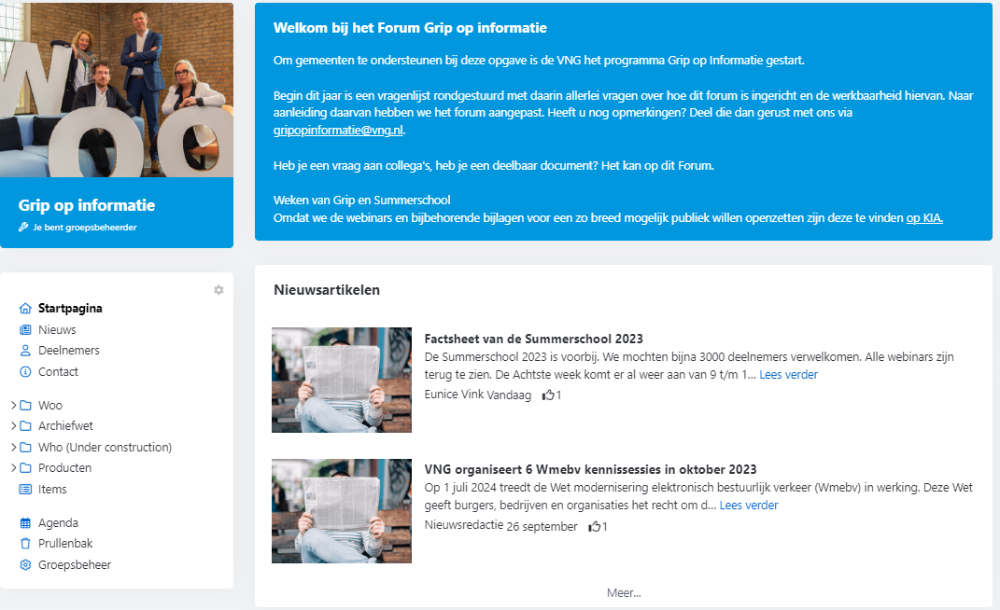 WOO
Grip op informatie
Je bent groepsbeheerder
Startpagina
Nieuws
Deelnemers
Contact
Woo
Archiefwet
Who (Under construction)
Producten
Items
Agenda
Prullenbak
Groepsbeheer
Welkom bij het Forum Grip op informatie
Om gemeenten te ondersteunen bij deze opgave is de VNG het programma Grip op Informatie gestart.
Begin dit jaar is een vragenlijst rondgestuurd met daarin allerlei vragen over hoe dit forum is ingericht en de werkbaarheid hiervan. Naar
aanleiding daarvan hebben we het forum aangepast. Heeft u nog opmerkingen? Deel die dan gerust met ons via
gripopinformatie@vng.nl.
Heb je een vraag aan collega's, heb je een deelbaar document? Het kan op dit Forum.
Weken van Grip en Summerschool
Omdat we de webinars en bijbehorende bijlagen voor een zo breed mogelijk publiek willen openzetten zijn deze te vinden op KIA.
Nieuwsartikelen
Factsheet van de Summerschool 2023
De Summerschool 2023 is voorbij. We mochten bijna 3000 deelnemers verwelkomen. Alle webinars zijn
terug te zien. De Achtste week komt er al weer aan van 9 t/m 1... Lees verder
Eunice Vink Vandaag 1
VNG organiseert 6 Wmebv kennissessies in oktober 2023
Op 1 juli 2024 treedt de Wet modernisering elektronisch bestuurlijk verkeer (Wmebv) in werking. Deze Wet
geeft burgers, bedrijven en organisaties het recht om d... Lees verder
Nieuwsredactie 26 september 1
Meer...